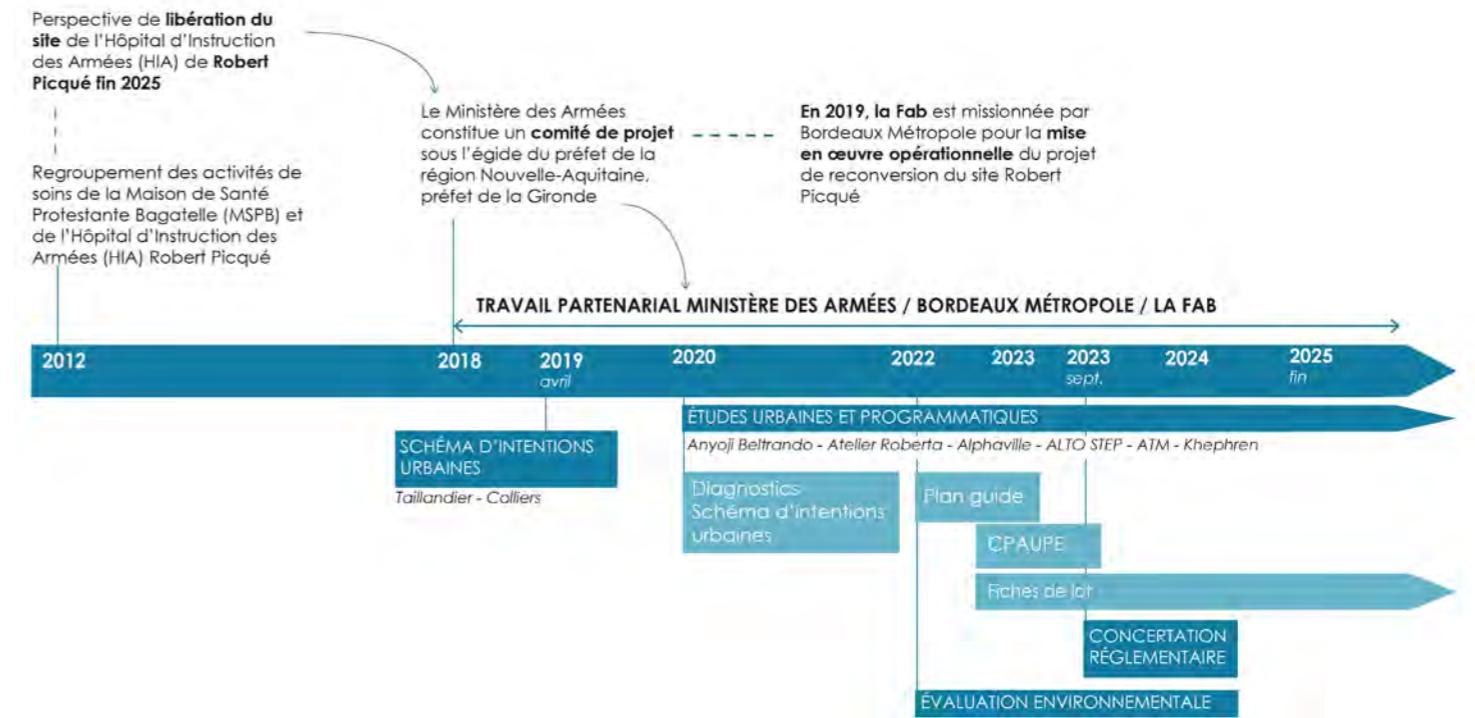 Perspective de libération du
site de l'Hôpital d'Instruction
des Armées (HIA) de Robert
Picqué fin 2025
Regroupement des activités de
soins de la Maison de Santé
Protestante Bagatelle (MSPB) et
de l'Hôpital d'Instruction des
Armées (HIA) Robert Picqué
Le Ministère des Armées
constitue un comité de projet
sous l'égide du préfet de la
région Nouvelle-Aquitaine,
préfet de la Gironde
En 2019, la Fab est missionnée par
Bordeaux Métropole pour la mise
en œuvre opérationnelle du projet
de reconversion du site Robert
Picqué
TRAVAIL PARTENARIAL MINISTÈRE DES ARMÉES / BORDEAUX MÉTROPOLE / LA FAB
2012
2018
2019
avril
2020
2022
2023
2023
sept.
2024
2025
fin
SCHÉMA D'INTENTIONS
URBAINES
Taillandier - Colliers
ÉTUDES URBAINES ET PROGRAMMATIQUES
Anyoji Beltrando - Atelier Roberta - Alphaville - ALTO STEP - ATM - Khephren
Diagnostics
Schéma d'intentions
urbaines
Plan guide
CPAUPE
Fiches de lot
CONCERTATION
RÉGLEMENTAIRE
ÉVALUATION ENVIRONNEMENTALE